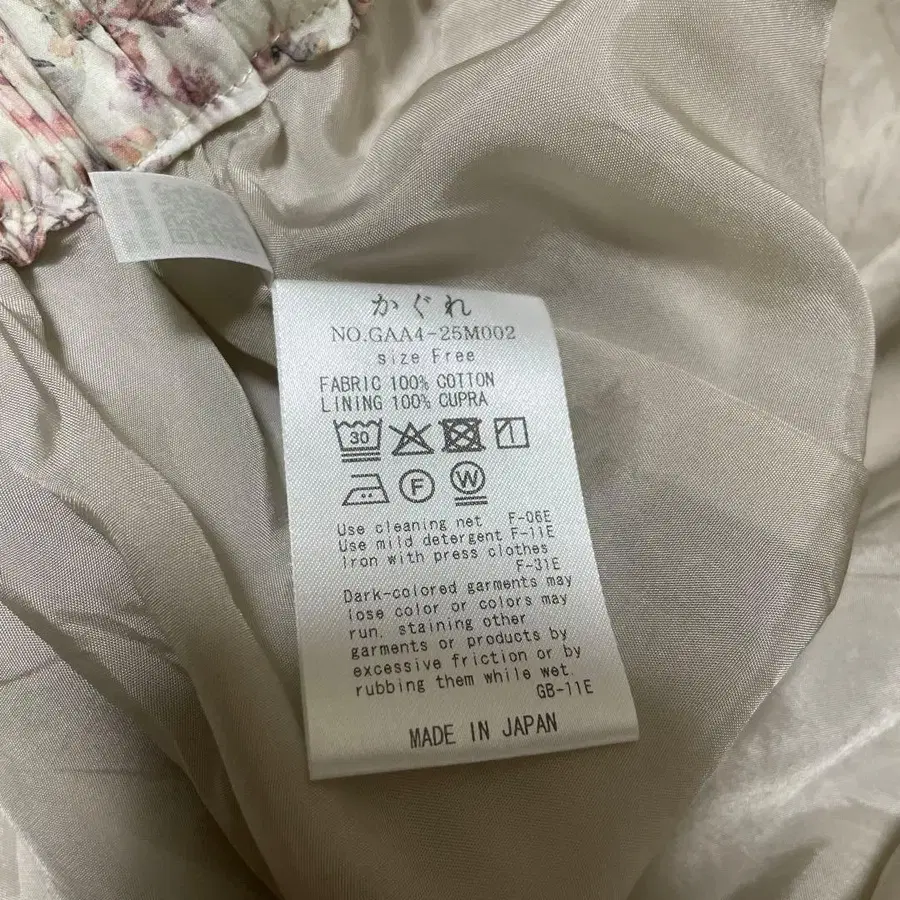 かぐれ
NO.GAA4-25M002
size Free
FABRIC 100% COTTON
LINING 100% CUPRA
30
F W
Use cleaning net F-06E
Use mild detergent F-11E
Iron with press clothes
F-31E
Dark-colored garments may
lose color or colors may
run, staining other
garments or products by
excessive friction or by
rubbing them while wet.
GB-11E
MADE IN JAPAN